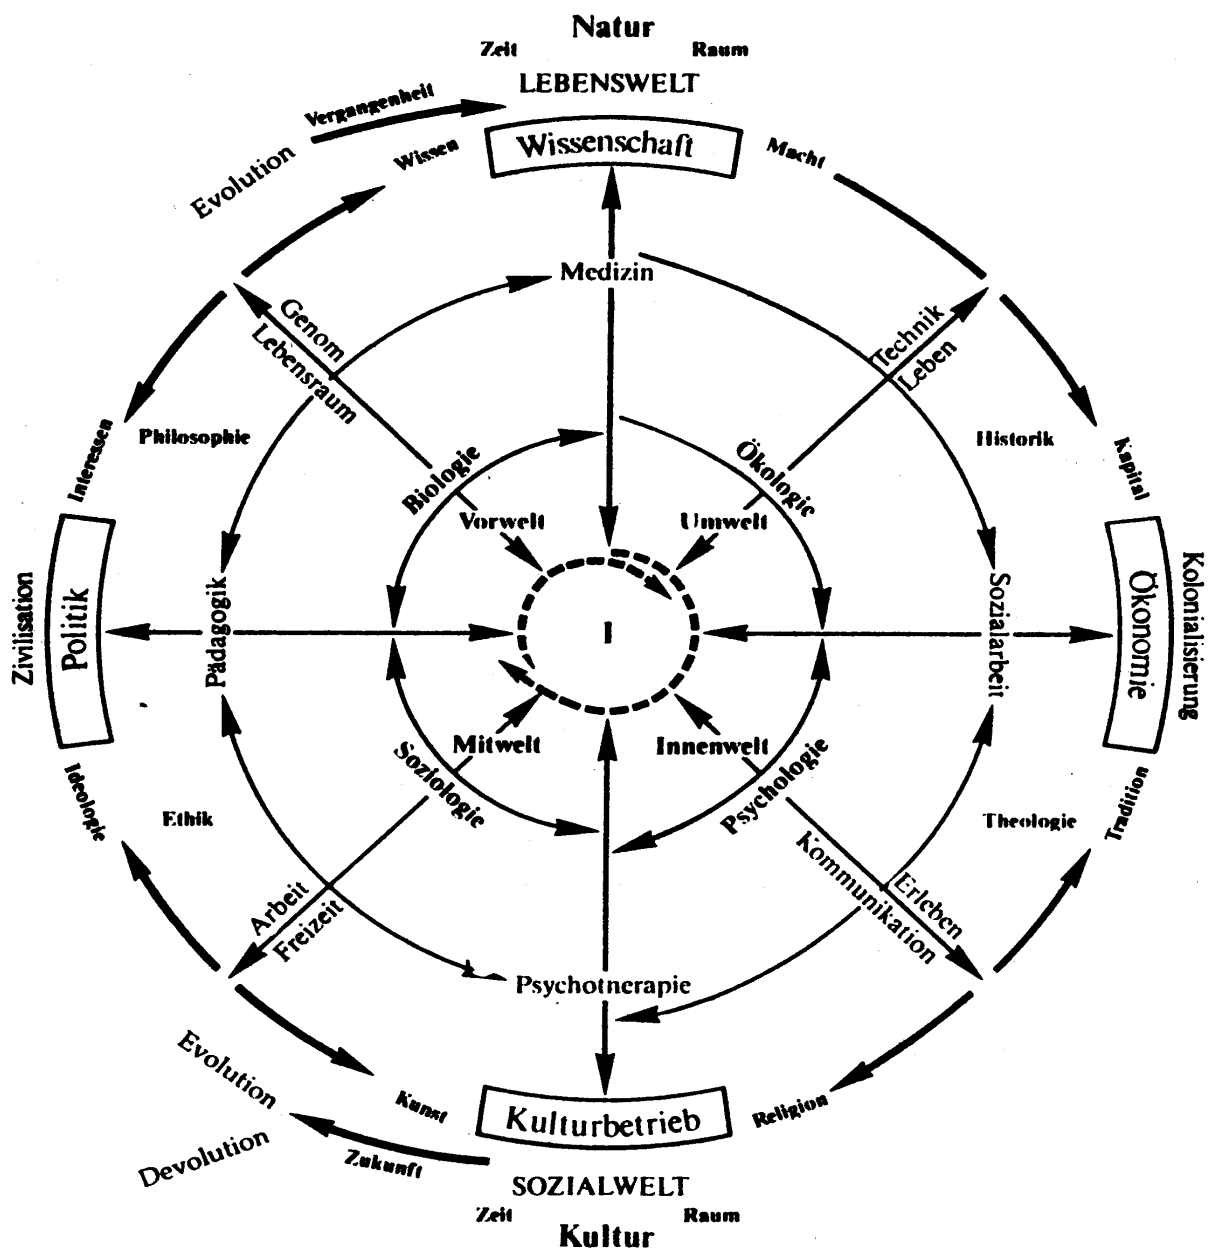 Natur
Zeit
Raum
LEBENSWELT
Vergangenheit
Wissen
Wissenschaft
Macht
Evolution
Medizin
Genom
Lebensraum
Technik
Leben
Interessen
Philosophie
Historik
Kapital
Biologie
Ökologie
Vorwelt
Umwelt
Zivilisation
Politik
Pädagogik
I
Sozialarbeit
Ökonomie
Kolonialisierung
Mitwelt
Innenwelt
Soziologie
Psychologie
Ideologie
Ethik
Theologie
Tradition
Arbeit
Freizeit
Kommunikation
Erleben
Psychotnerapie
Evolution
Devolution
Kunst
Kulturbetrieb
Religion
Zukunft
SOZIALWELT
Zeit
Raum
Kultur